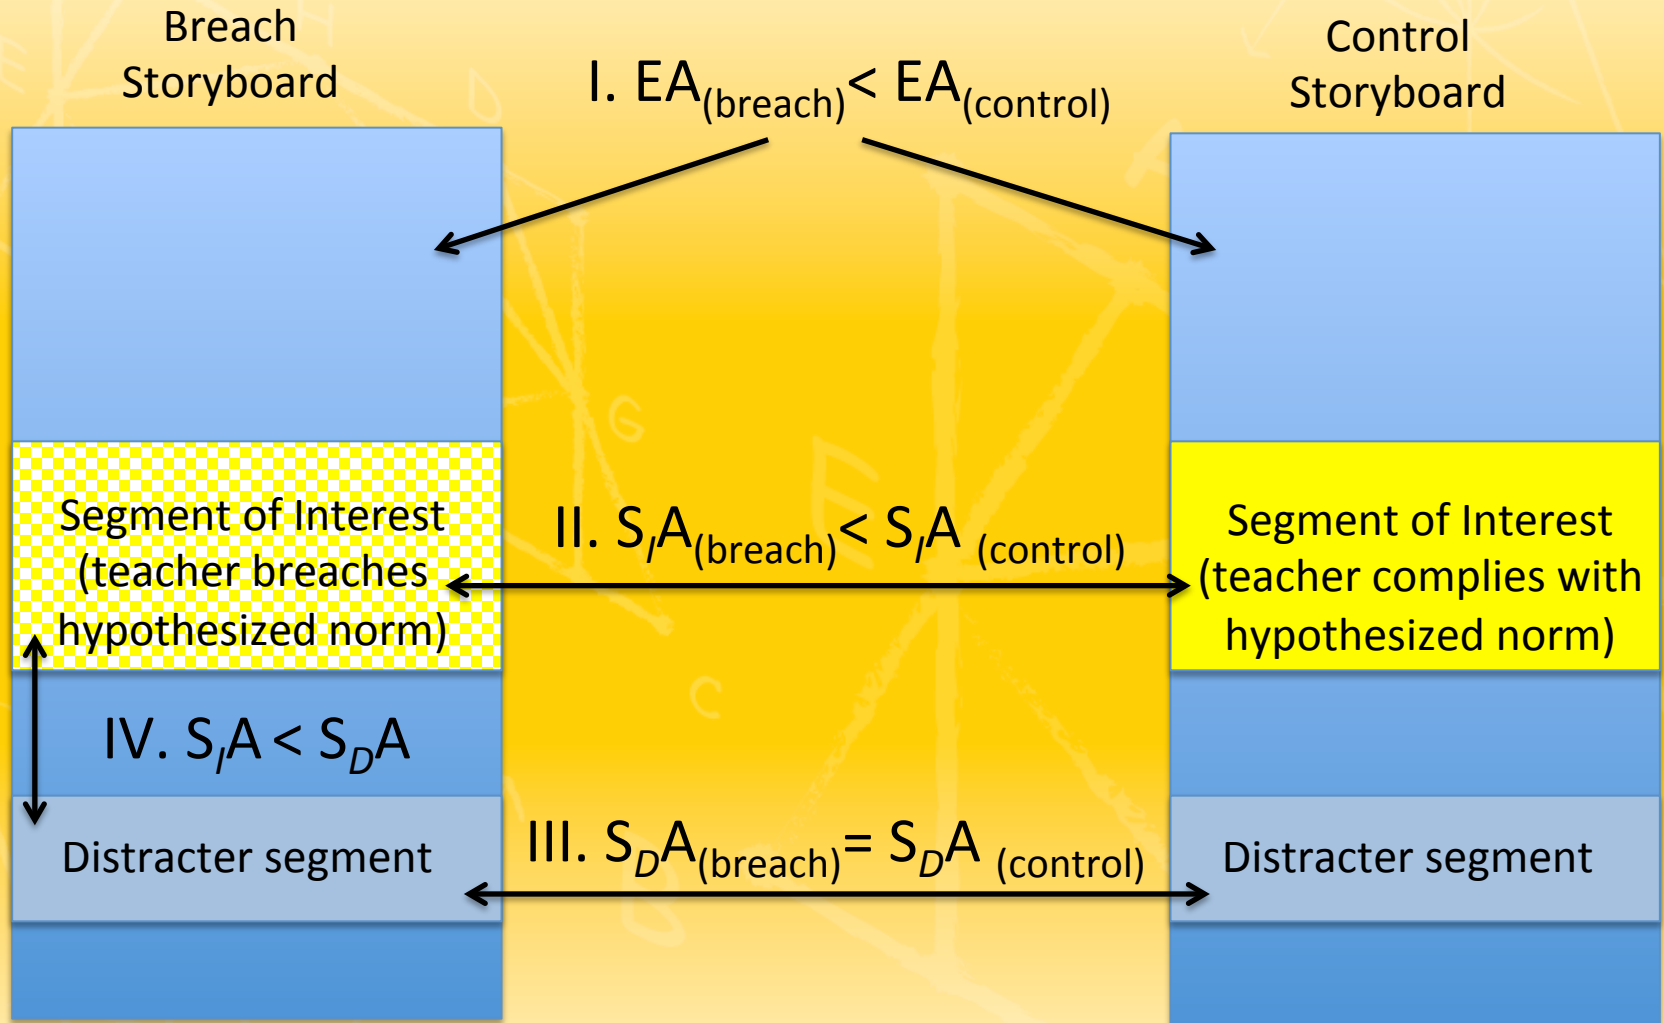 Breach
Storyboard
I. EA(breach)< EA(control)
Control
Storyboard
Segment of Interest
(teacher breaches
hypothesized norm)
II. SIA(breach)< SIA (control)
Segment of Interest
(teacher complies with
hypothesized norm)
IV. SIA < SDA
Distracter segment
III. SDA(breach)= SDA (control)
Distracter segment
E
H
D
A
G
E
C
D